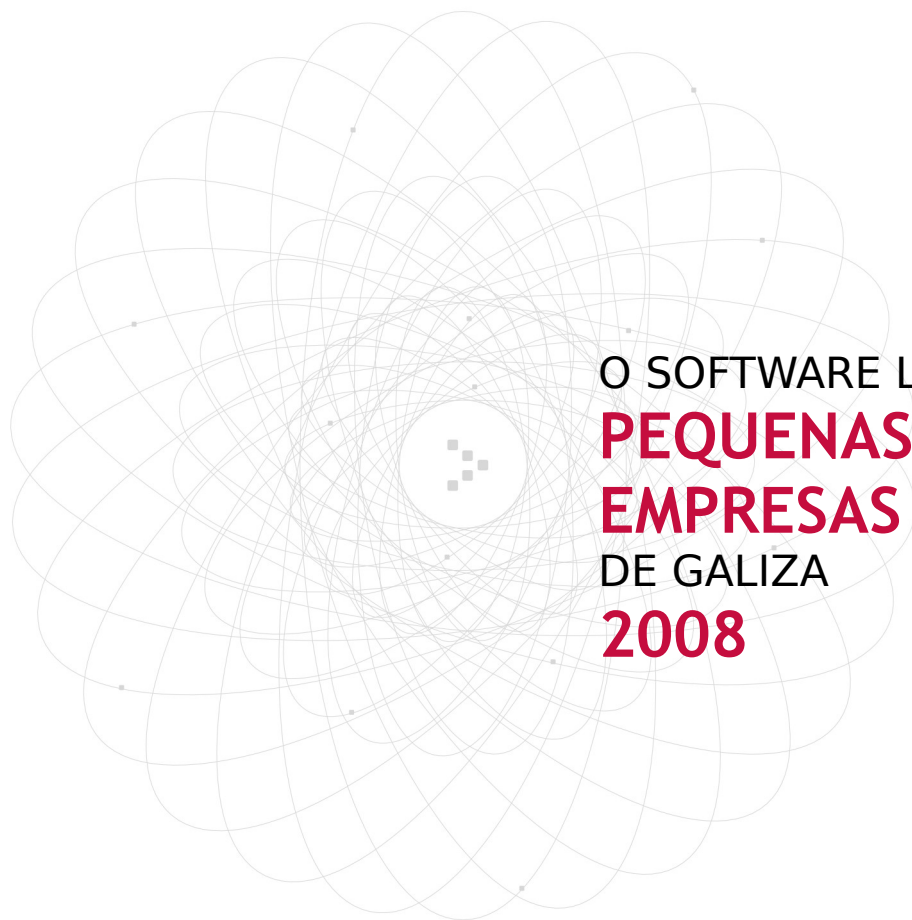 O SOFTWARE L
PEQUENAS
EMPRESAS
DE GALIZA
2008